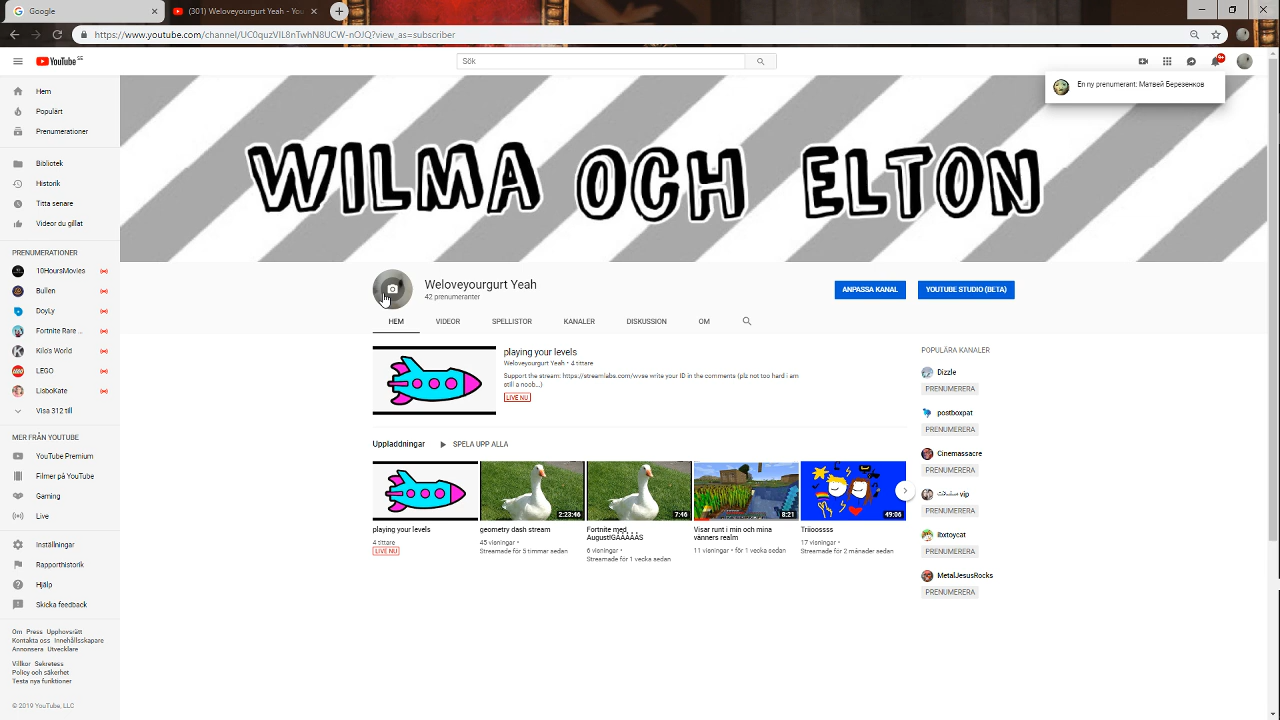 Google
(301) Weloveyourgurt Yeah - You
https://www.youtube.com/channel/UC0quzVIL8nTwhN8UCW-nOJQ?view_as=subscriber
YouTube SE
Sök
9+
En ny prenumerant: Матвей Березенков
WILMA OCH ELTON
Hem
Populärt
Prenumerationer
Bibliotek
Historik
Titta senare
Videor du gillat
PRENUMERATIONER
10HoursMovies
Bullen
DoyLy
Fortnite Rare ...
Kilo's World
LEGO
LisboKate
Visa 312 till
MER FRÅN YOUTUBE
YouTube Premium
Filmer på YouTube
Gaming
Live
Inställningar
Rapporthistorik
Hjälp
Skicka feedback
Om Press Upphovsrätt
Kontakta oss Innehållsskapare
Annonsera Utvecklare
Villkor Sekretess
Policy och säkerhet
Testa nya funktioner
© 2019 YouTube, LLC
Weloveyourgurt Yeah
42 prenumeranter
ANPASSA KANAL
YOUTUBE STUDIO (BETA)
HEM VIDEOR SPELLISTOR KANALER DISKUSSION OM
playing your levels
Weloveyourgurt Yeah • 4 tittare
Support the stream: https://streamlabs.com/wvse write your ID in the comments (plz not too hard i am
still a noob...)
LIVE NU
Uppladdningar
SPELA UPP ALLA
playing your levels
4 tittare
LIVE NU
2:23:46
geometry dash stream
45 visningar •
Streamade för 5 timmar sedan
7:46
Fortnite med
August!GÅÅÅÅÅS
6 visningar •
Streamade för 1 vecka sedan
8:21
Visar runt i min och mina
vänners realm
11 visningar • för 1 vecka sedan
49:06
Triioossss
17 visningar •
Streamade för 2 månader sedan
POPULÄRA KANALER
Dizzle
PRENUMERERA
postboxpat
PRENUMERERA
Cinemassacre
PRENUMERERA
vip
PRENUMERERA
ibxtoycat
PRENUMERERA
MetalJesusRocks
PRENUMERERA